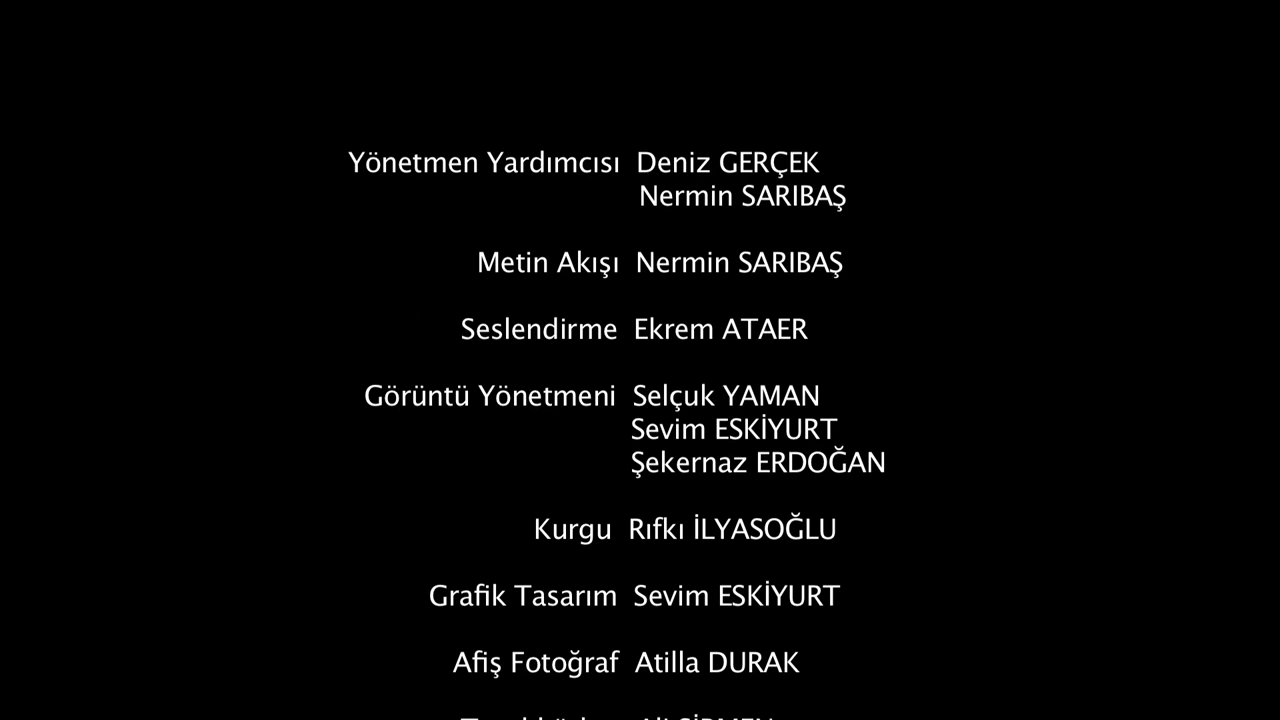 Yönetmen Yardımcısı Deniz GERÇEK
Nermin SARIBAŞ
Metin Akışı Nermin SARIBAŞ
Seslendirme Ekrem ATAER
Görüntü Yönetmeni Selçuk YAMAN
Sevim ESKİYURT
Şekernaz ERDOĞAN
Kurgu Rıfkı İLYASOĞLU
Grafik Tasarım Sevim ESKİYURT
Afiş Fotoğraf Atilla DURAK